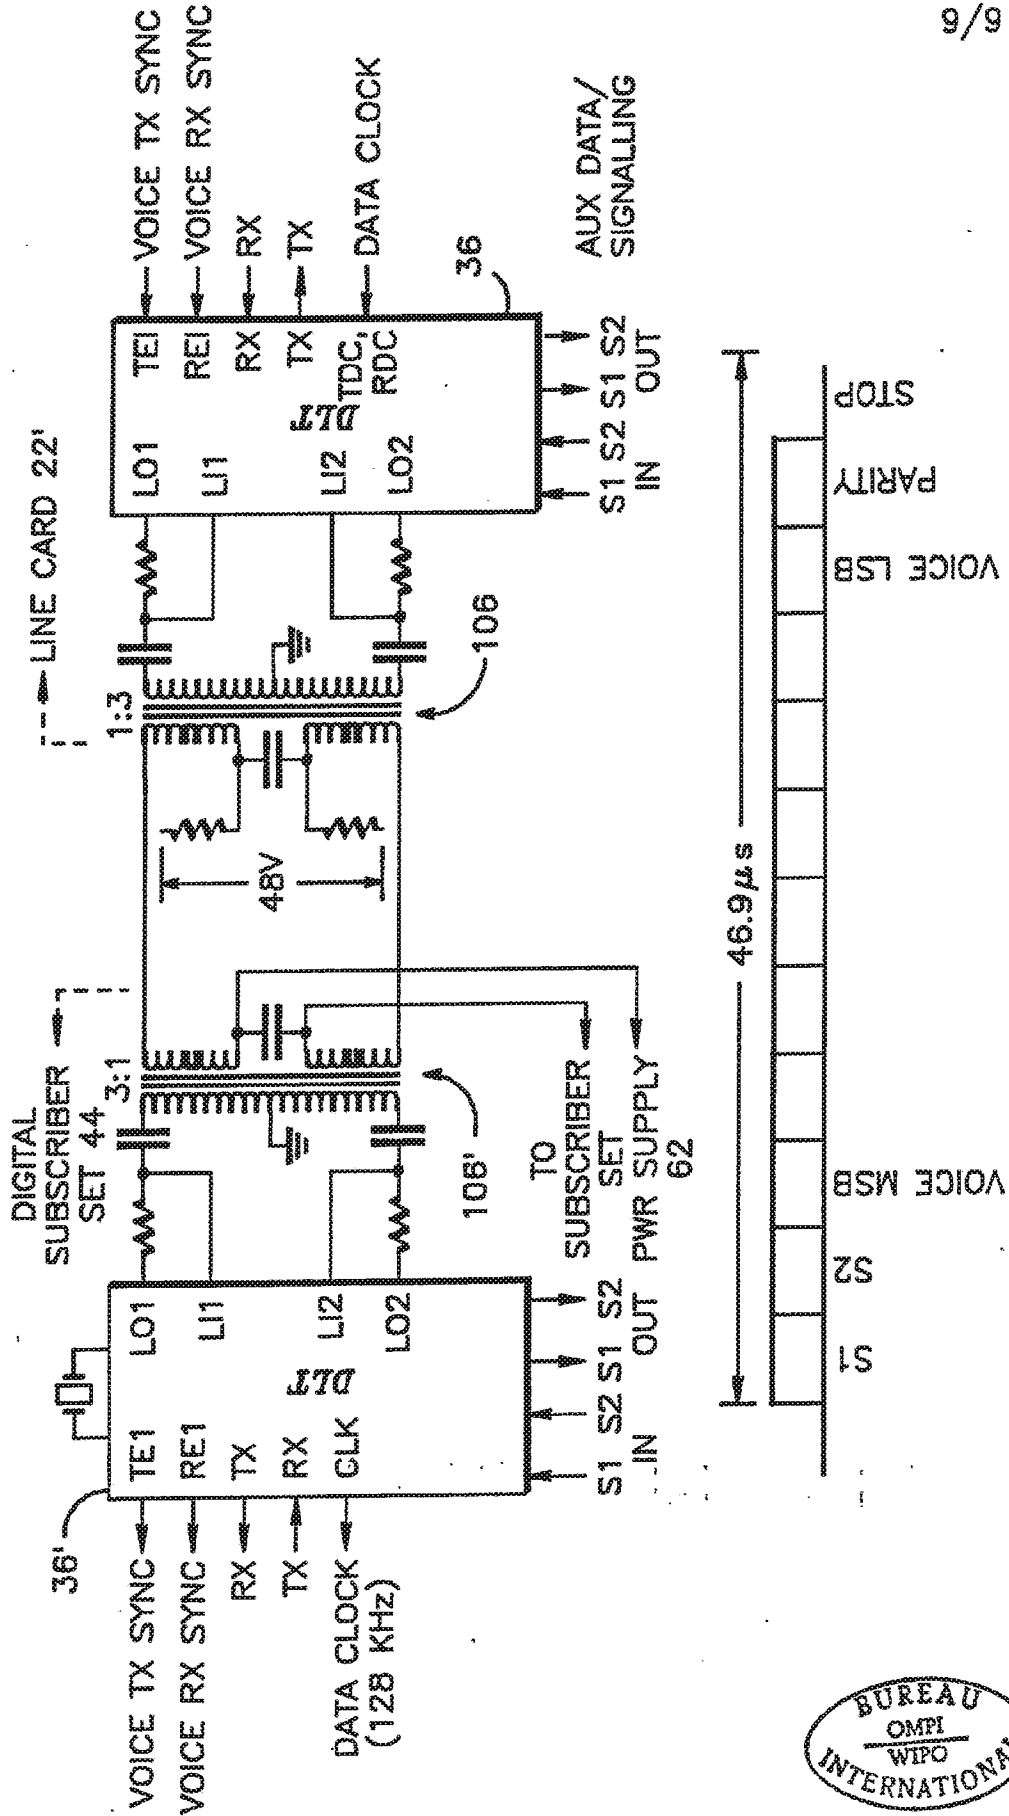 6/6
DIGITAL
SUBSCRIBER
SET 44
LINE CARD 22'
36'
3:1
1:3
VOICE TX SYNC
VOICE RX SYNC
RX
TX
DATA CLOCK
(128 KHz)
TE1
RE1
TX
RX
CLK
DLT
LO1
LI1
LI2
LO2
S1 S2 S1 S2
IN OUT
106'
TO
SUBSCRIBER
SET
PWR SUPPLY
62
48V
106
LO1
LI1
LI2
LO2
DLT
TEI
REI
RX
TX
TDC,
RDC
VOICE TX SYNC
VOICE RX SYNC
RX
TX
DATA CLOCK
36
S1 S2 S1 S2
IN OUT
AUX DATA/
SIGNALLING
46.9μs
S1
S2
VOICE MSB
VOICE LSB
PARITY
STOP
BUREAU
OMPI
WIPO
INTERNATIONAL